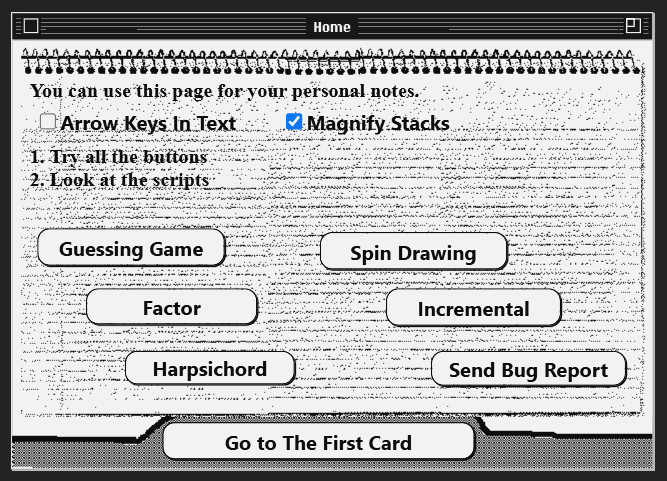 Home
You can use this page for your personal notes.
Arrow Keys In Text Magnify Stacks
1. Try all the buttons
2. Look at the scripts
Guessing Game Spin Drawing
Factor Incremental
Harpsichord Send Bug Report
Go to The First Card